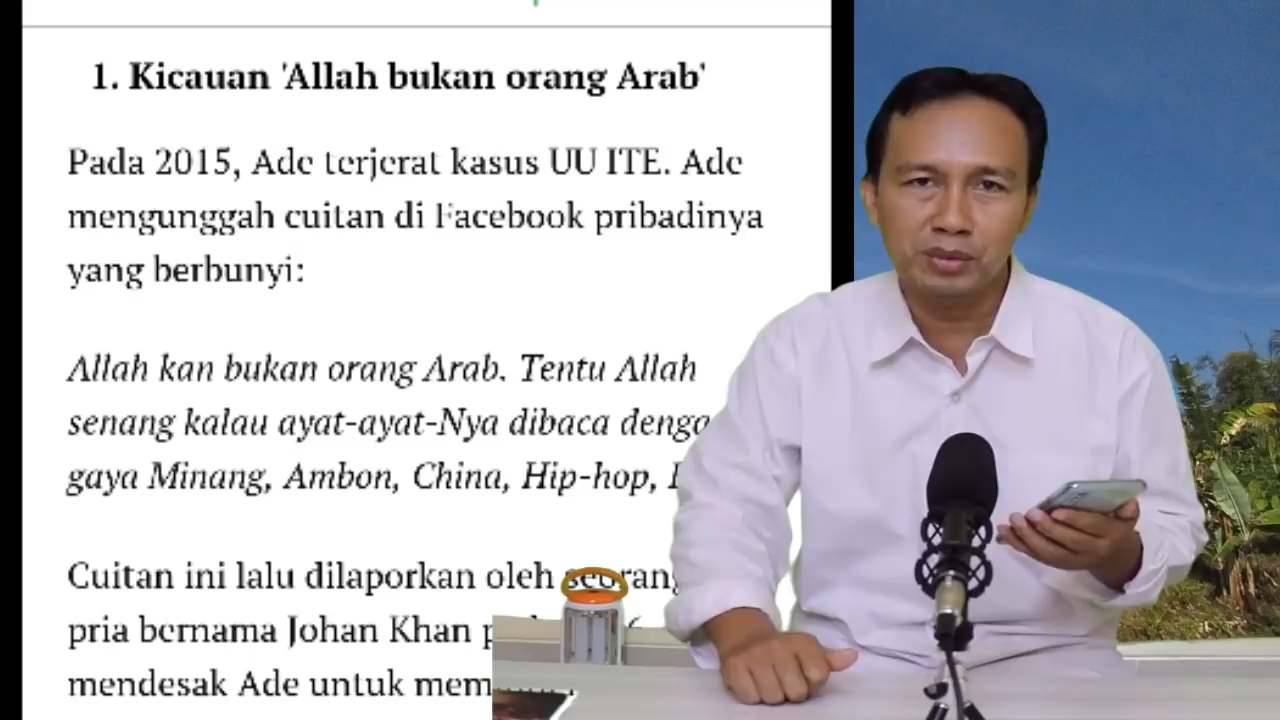 1. Kicauan 'Allah bukan orang Arab'
Pada 2015, Ade terjerat kasus UU ITE. Ade
mengunggah cuitan di Facebook pribadinya
yang berbunyi:
Allah kan bukan orang Arab. Tentu Allah
senang kalau ayat-ayat-Nya dibaca
gaya Minang, Ambon, China, Hip-hop,
Cuitan ini lalu dilaporkan oleh
pria bernama Johan Khan
mendesak Ade untuk